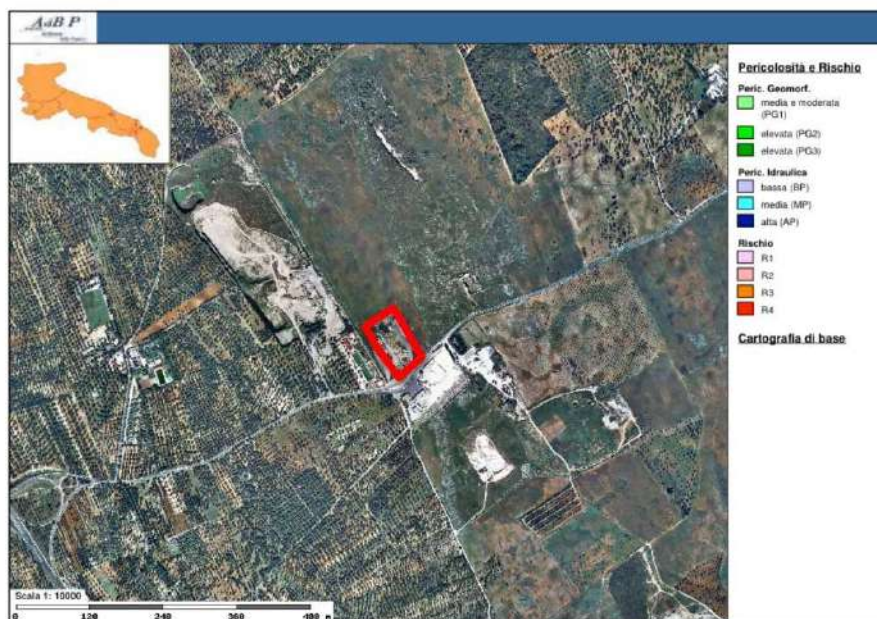 AdB P
Pericolosità e Rischio
Peric. Geomorf.
media e moderata
(PG1)
elevata (PG2)
elevata (PG3)
Peric. Idraulica
bassa (BP)
media (MP)
alta (AP)
Rischio
R1
R2
R3
R4
Cartografia di base
Scala 1: 10000
0 120 240 360 480 m